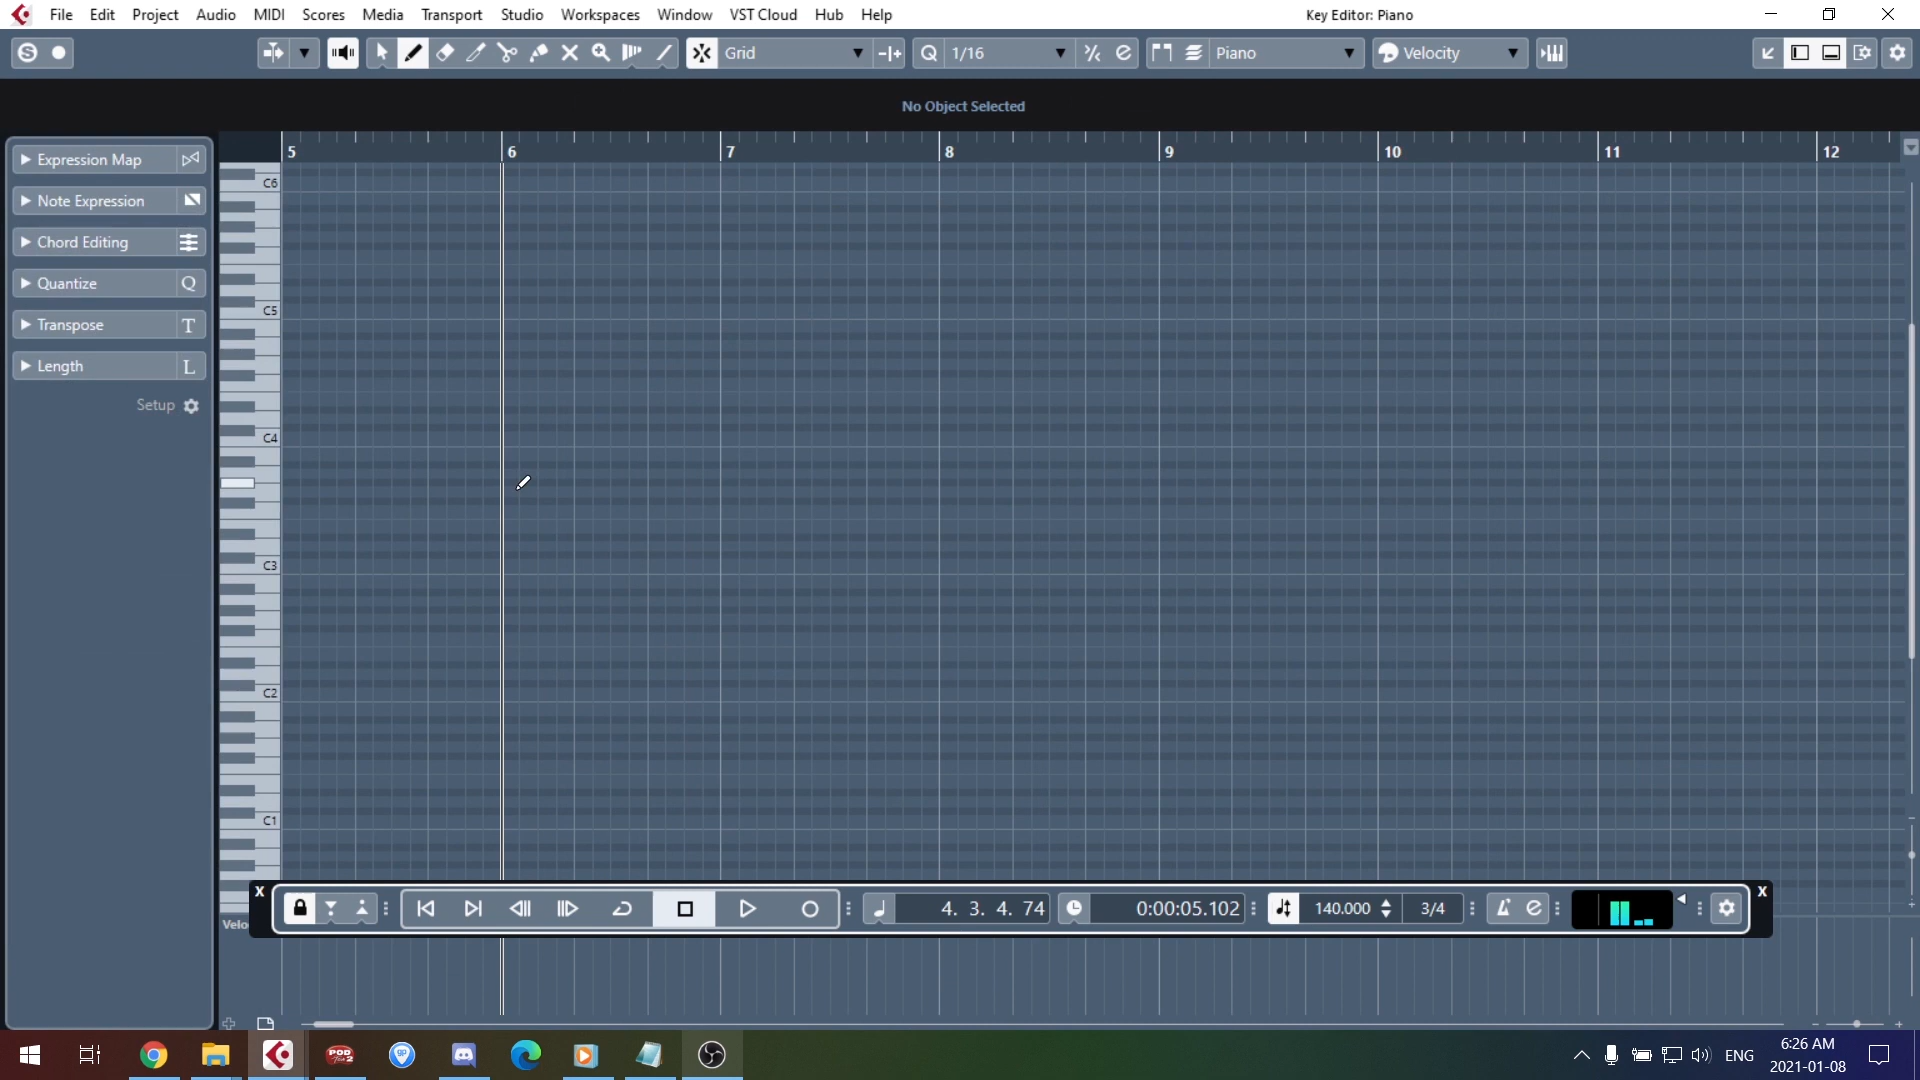 File Edit Project Audio MIDI Scores Media Transport Studio Workspaces Window VST Cloud Hub Help
Key Editor: Piano
S Grid Q 1/16 Piano Velocity
No Object Selected
Expression Map
Note Expression
Chord Editing
Quantize Q
Transpose T
Length L
Setup
5 6 7 8 9 10 11 12
C6
C5
C4
C3
C2
C1
X X
4. 3. 4. 74 0:00:05.102 140.000 3/4
Velo
POD
2
GP
ENG
6:26 AM
2021-01-08